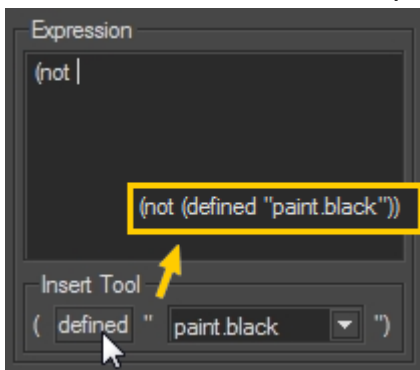 Expression
(not
(not (defined "paint.black"))
Insert Tool
( defined " paint.black ")